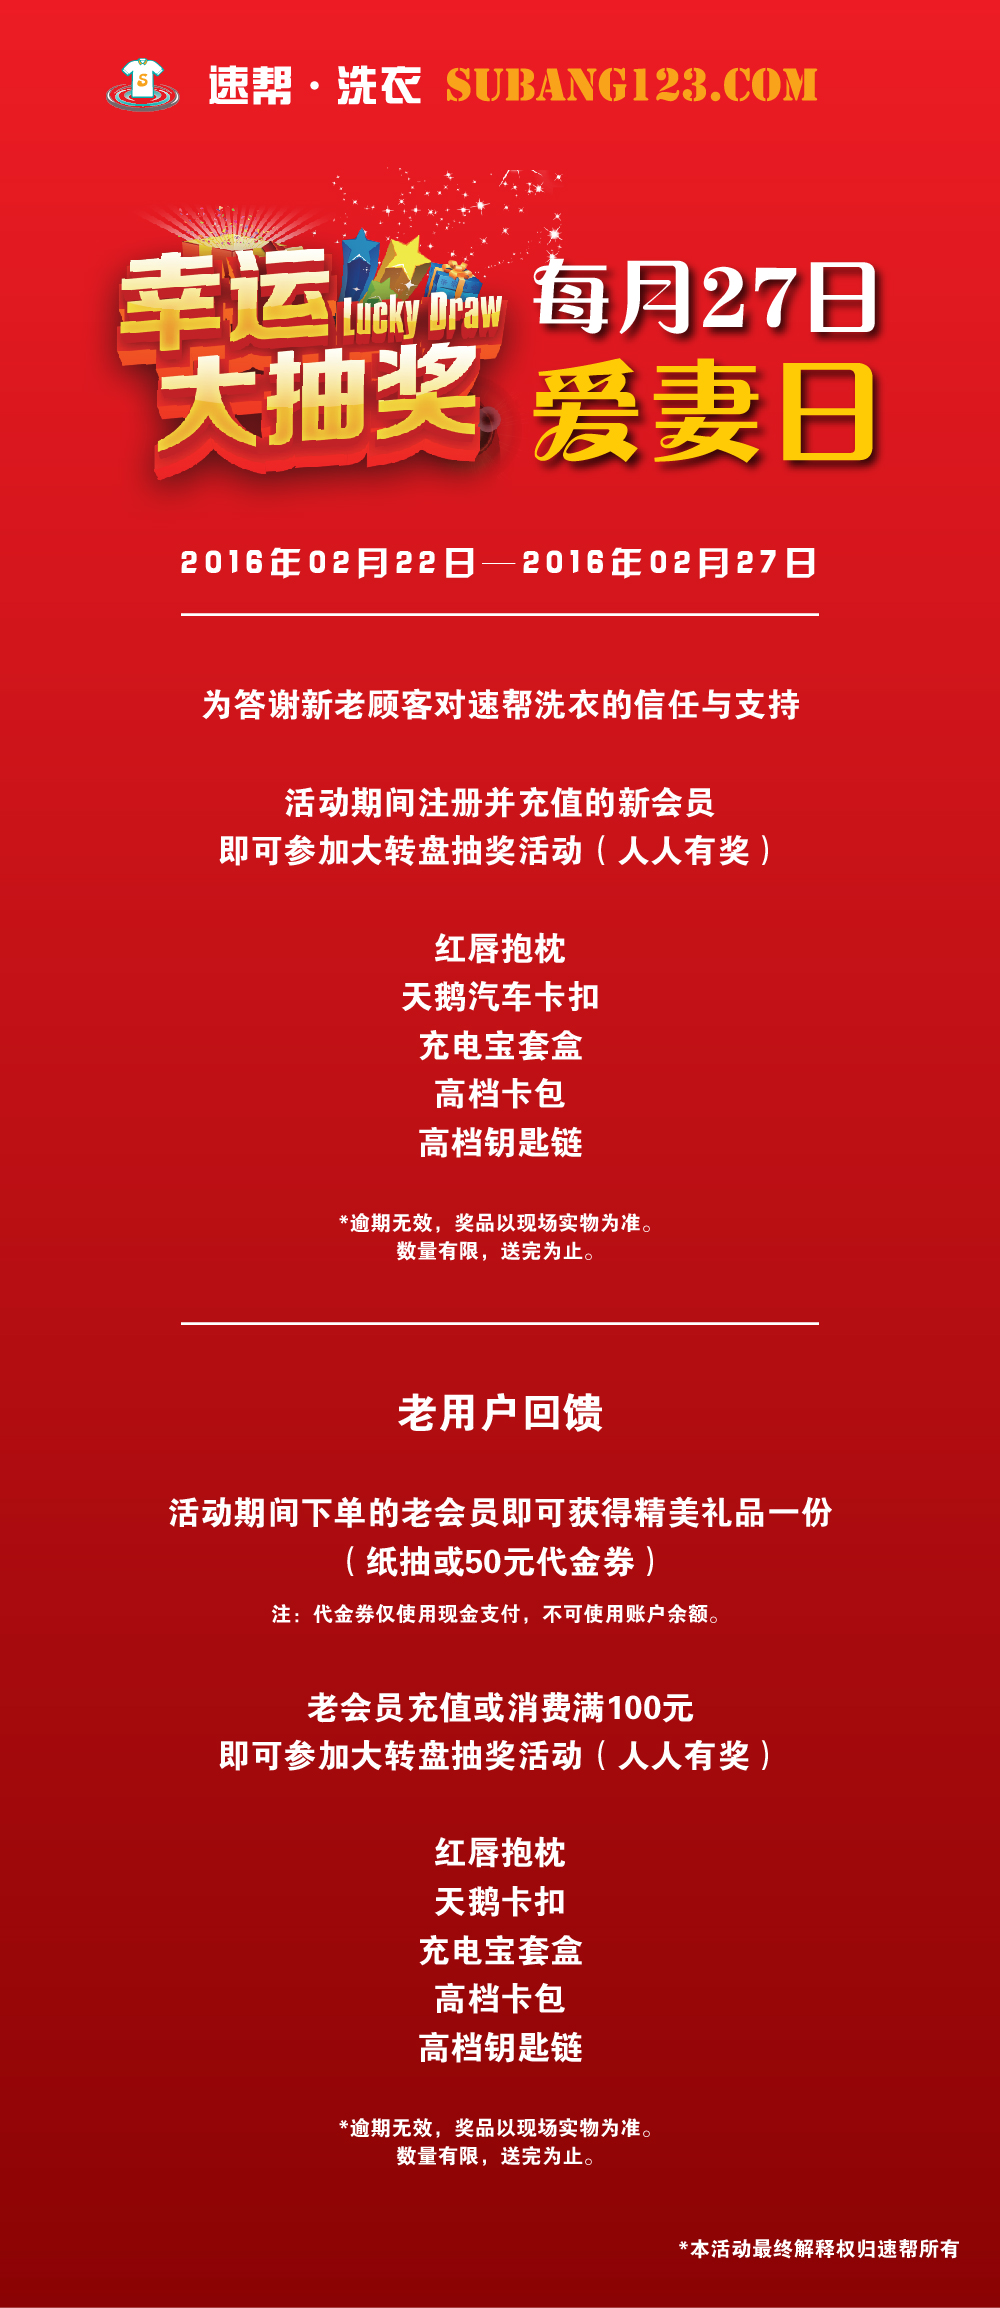 S
速帮·洗衣 SUBANG123.COM
幸运
Lucky Draw
大抽奖
每月27日
爱妻日
2016年02月22日—2016年02月27日
为答谢新老顾客对速帮洗衣的信任与支持
活动期间注册并充值的新会员
即可参加大转盘抽奖活动（人人有奖）
红唇抱枕
天鹅汽车卡扣
充电宝套盒
高档卡包
高档钥匙链
*逾期无效，奖品以现场实物为准。
数量有限，送完为止。
老用户回馈
活动期间下单的老会员即可获得精美礼品一份
（纸抽或50元代金券）
注：代金券仅使用现金支付，不可使用账户余额。
老会员充值或消费满100元
即可参加大转盘抽奖活动（人人有奖）
红唇抱枕
天鹅卡扣
充电宝套盒
高档卡包
高档钥匙链
*逾期无效，奖品以现场实物为准。
数量有限，送完为止。
*本活动最终解释权归速帮所有